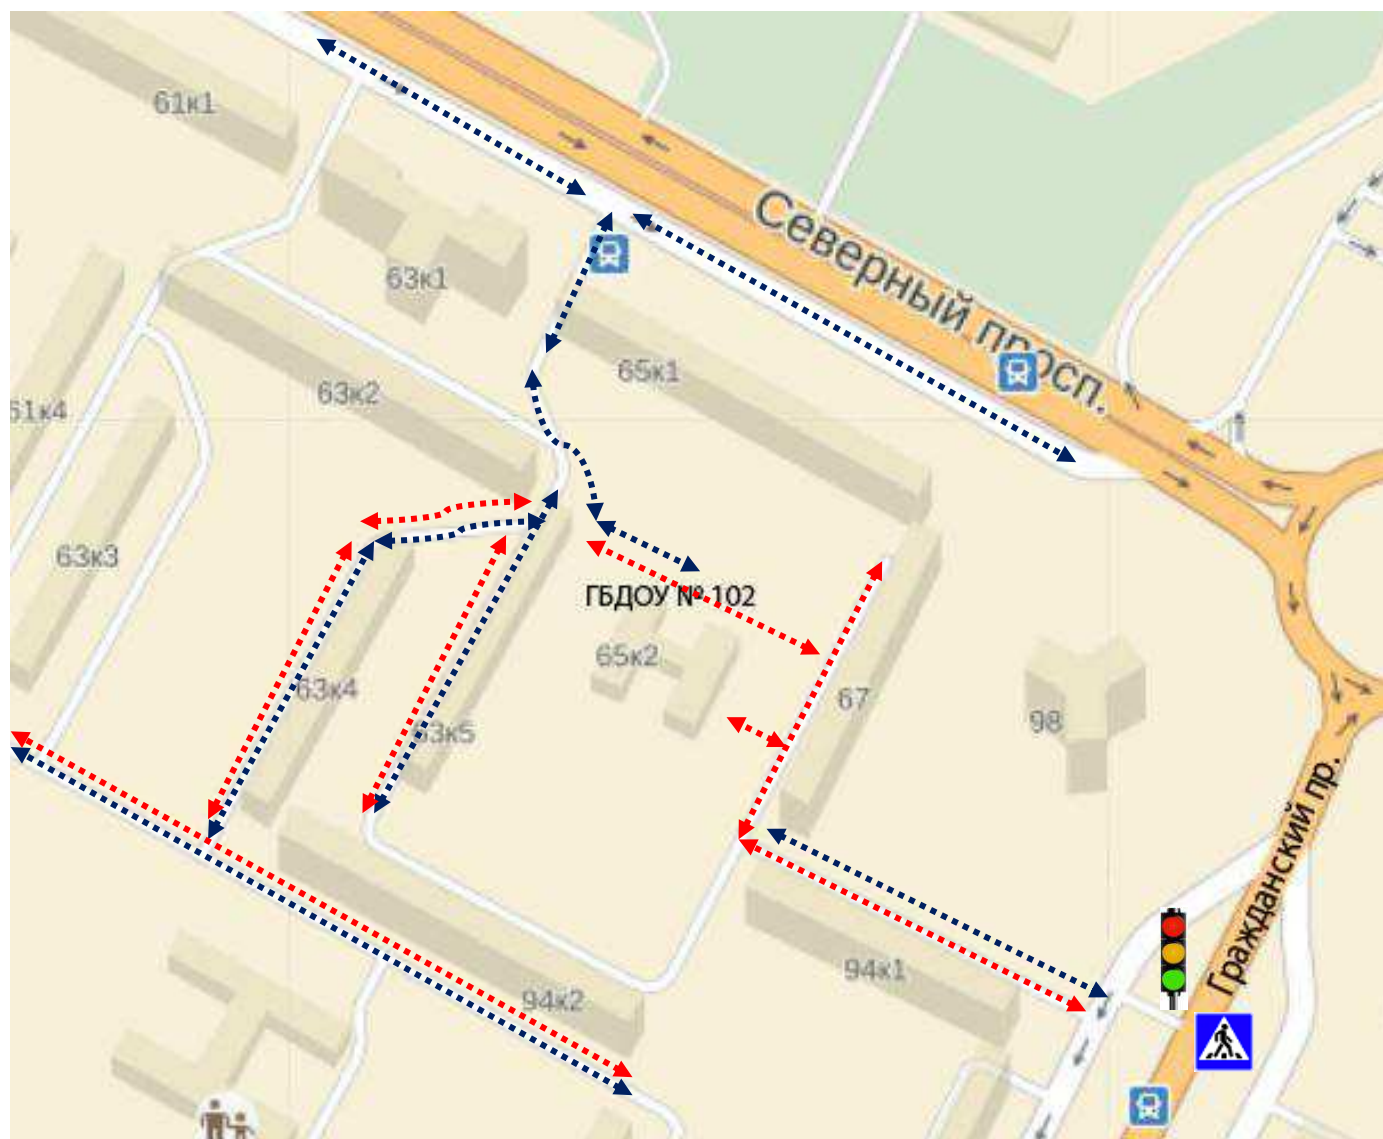 61к1
Северный просп.
63к1
65к1
63к2
61к4
63к3
ГБДОУ № 102
65к2
63к4
67
63к5
98
Гражданский пр.
94к1
94к2